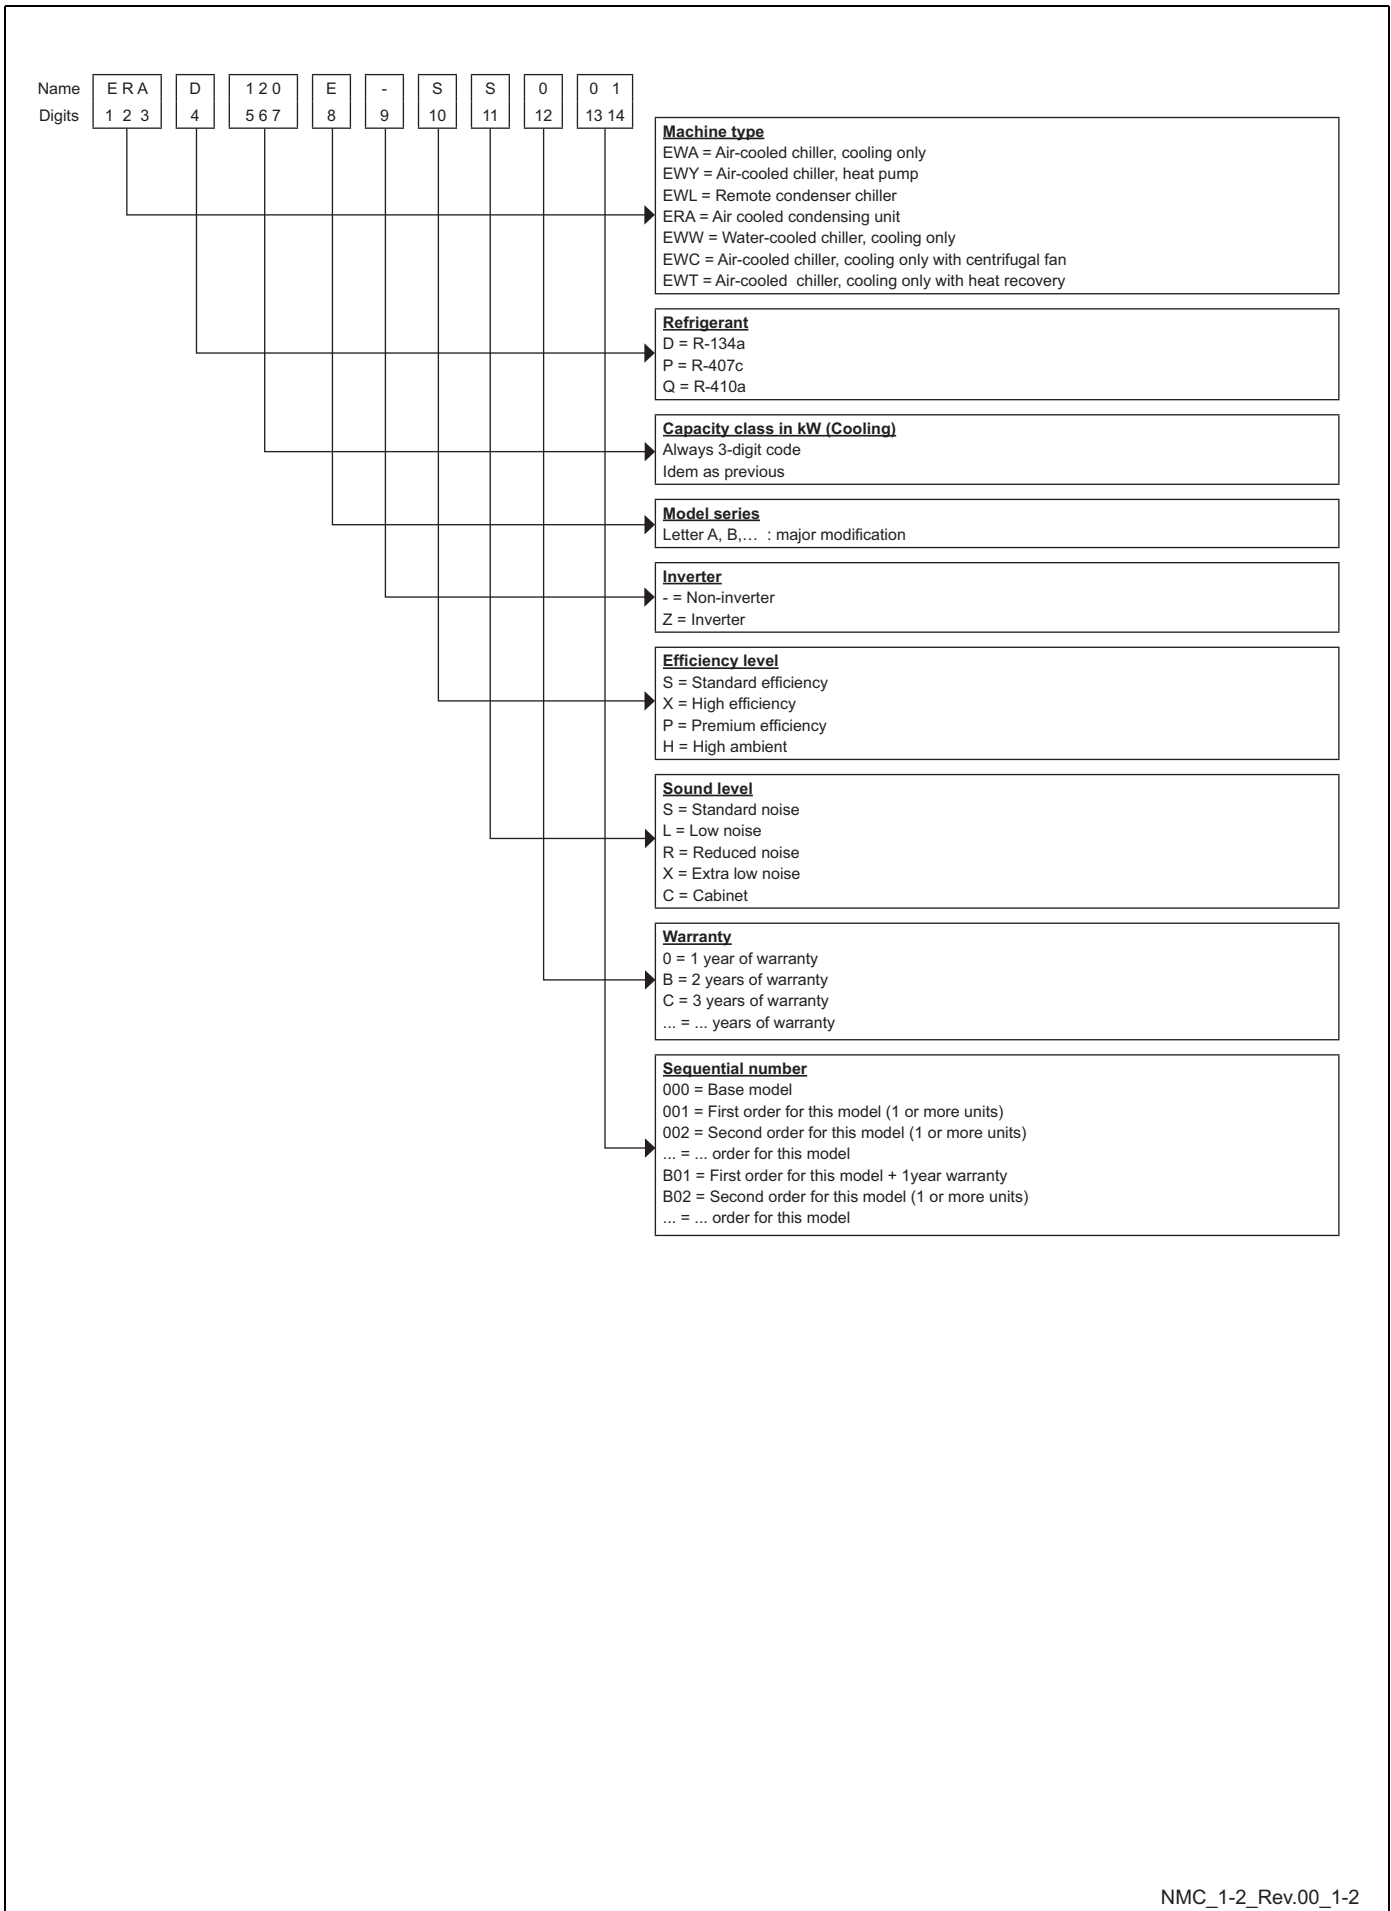 Name ERA D 120 E - S S 0 0 1
Digits 1 2 3 4 5 6 7 8 9 10 11 12 13 14
Machine type
EWA = Air-cooled chiller, cooling only
EWY = Air-cooled chiller, heat pump
EWL = Remote condenser chiller
ERA = Air cooled condensing unit
EWW = Water-cooled chiller, cooling only
EWC = Air-cooled chiller, cooling only with centrifugal fan
EWT = Air-cooled chiller, cooling only with heat recovery
Refrigerant
D = R-134a
P = R-407c
Q = R-410a
Capacity class in kW (Cooling)
Always 3-digit code
Idem as previous
Model series
Letter A, B,… : major modification
Inverter
- = Non-inverter
Z = Inverter
Efficiency level
S = Standard efficiency
X = High efficiency
P = Premium efficiency
H = High ambient
Sound level
S = Standard noise
L = Low noise
R = Reduced noise
X = Extra low noise
C = Cabinet
Warranty
0 = 1 year of warranty
B = 2 years of warranty
C = 3 years of warranty
... = ... years of warranty
Sequential number
000 = Base model
001 = First order for this model (1 or more units)
002 = Second order for this model (1 or more units)
... = ... order for this model
B01 = First order for this model + 1year warranty
B02 = Second order for this model (1 or more units)
... = ... order for this model
NMC_1-2_Rev.00_1-2